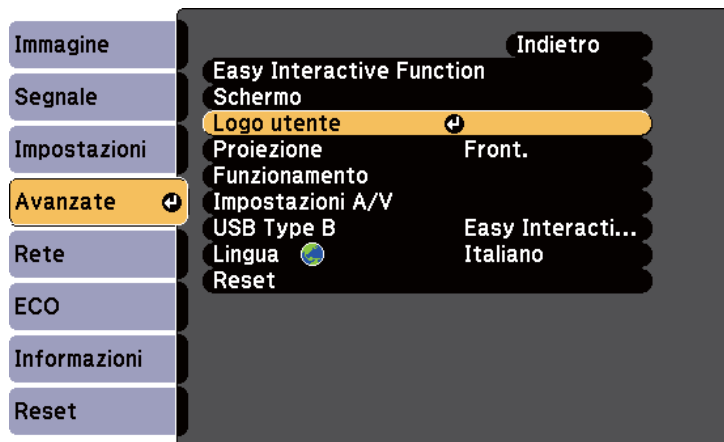 Immagine
Segnale
Impostazioni
Avanzate
Rete
ECO
Informazioni
Reset
Indietro
Easy Interactive Function
Schermo
Logo utente
Proiezione Front.
Funzionamento
Impostazioni A/V
USB Type B Easy Interacti...
Lingua Italiano
Reset